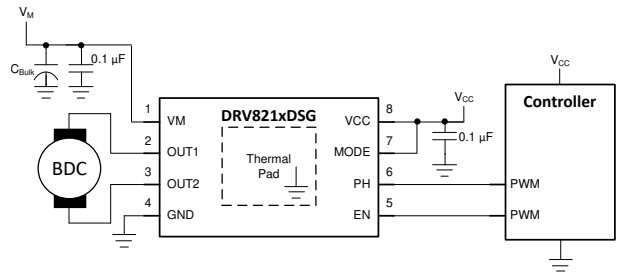 VM
CBulk
0.1 µF
DRV821xDSG
Controller
VCC
1
VM
VCC
8
VCC
0.1 µF
2
OUT1
MODE
7
BDC
Thermal
Pad
3
OUT2
PH
6
PWM
4
GND
EN
5
PWM